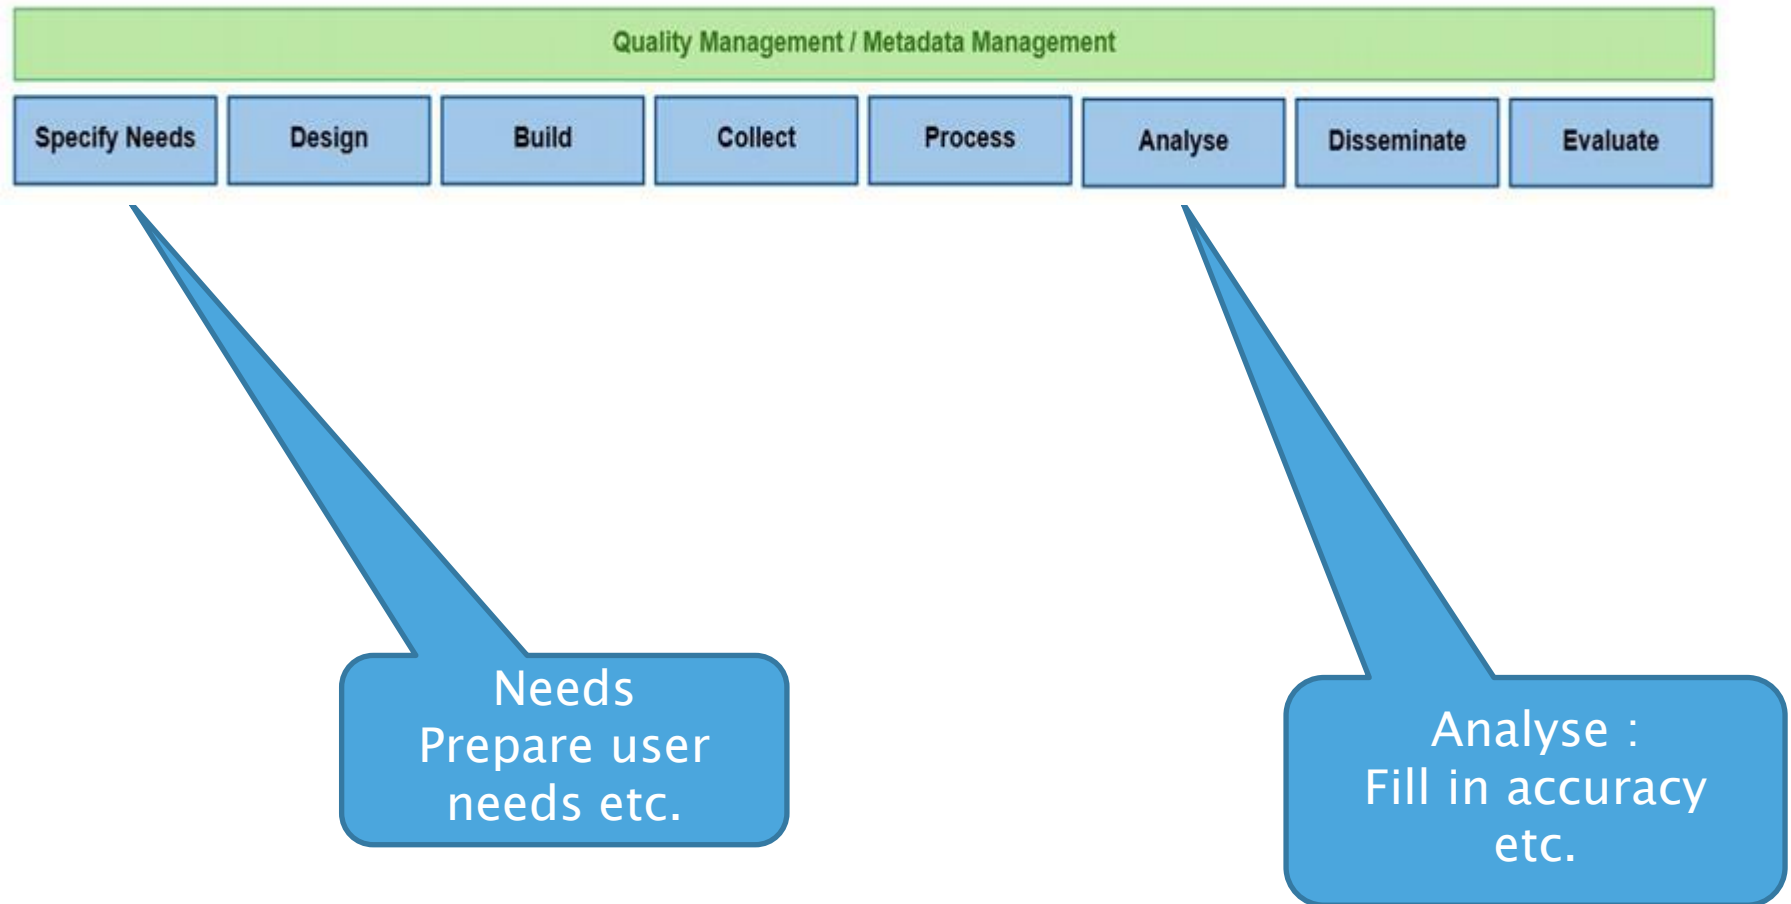 Quality Management / Metadata Management
Specify Needs
Design
Build
Collect
Process
Analyse
Disseminate
Evaluate
Needs
Prepare user
needs etc.
Analyse :
Fill in accuracy
etc.